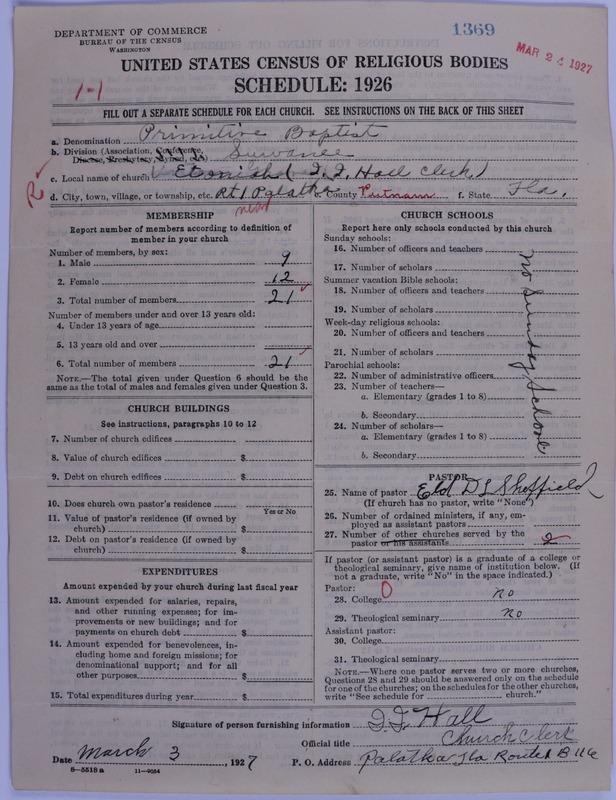 DEPARTMENT OF COMMERCE
BUREAU OF THE CENSUS
WASHINGTON
1369
MAR 24 1927
UNITED STATES CENSUS OF RELIGIOUS BODIES
SCHEDULE: 1926
1-1
FILL OUT A SEPARATE SCHEDULE FOR EACH CHURCH. SEE INSTRUCTIONS ON THE BACK OF THIS SHEET
a. Denomination Primitive Baptist
b. Division (Association, Conference, Diocese, Presbytery, Synod, etc.) Suwanee
c. Local name of church Etoniah (I. I. Hall Clerk)
d. City, town, village, or township, etc. Rt 1 Palatka e. County Putnam f. State Fla.
near
R
MEMBERSHIP
Report number of members according to definition of
member in your church
Number of members, by sex:
1. Male 9
2. Female 12
3. Total number of members 21
Number of members under and over 13 years old:
4. Under 13 years of age
5. 13 years old and over
6. Total number of members 21
NOTE.—The total given under Question 6 should be the
same as the total of males and females given under Question 3.
CHURCH BUILDINGS
See instructions, paragraphs 10 to 12
7. Number of church edifices
8. Value of church edifices $
9. Debt on church edifices $
10. Does church own pastor's residence
Yes or No
11. Value of pastor's residence (if owned by
church) $
12. Debt on pastor's residence (if owned by
church) $
EXPENDITURES
Amount expended by your church during last fiscal year
13. Amount expended for salaries, repairs,
and other running expenses; for im-
provements or new buildings; and for
payments on church debt $
14. Amount expended for benevolences, in-
cluding home and foreign missions; for
denominational support; and for all
other purposes $
15. Total expenditures during year $
CHURCH SCHOOLS
Report here only schools conducted by this church
Sunday schools:
16. Number of officers and teachers
17. Number of scholars
Summer vacation Bible schools:
18. Number of officers and teachers
19. Number of scholars
Week-day religious schools:
20. Number of officers and teachers
21. Number of scholars
Parochial schools:
22. Number of administrative officers
23. Number of teachers—
a. Elementary (grades 1 to 8)
b. Secondary
24. Number of scholars—
a. Elementary (grades 1 to 8)
b. Secondary
No Sunday School
PASTOR
25. Name of pastor Eld D L Sheffield
(If church has no pastor, write "None")
26. Number of ordained ministers, if any, em-
ployed as assistant pastors
27. Number of other churches served by the
pastor or his assistants 2
If pastor (or assistant pastor) is a graduate of a college or
theological seminary, give name of institution below. (If
not a graduate, write "No" in the space indicated.)
Pastor: 0
28. College no
29. Theological seminary no
Assistant pastor:
30. College
31. Theological seminary
NOTE.—Where one pastor serves two or more churches,
Questions 28 and 29 should be answered only on the schedule
for one of the churches; on the schedules for the other churches,
write "See schedule for church."
Signature of person furnishing information I. I. Hall
Official title Church Clerk
Date March 3, 1927 P. O. Address Palatka Fla Route 1 B 116
8-5518 a 11-9054